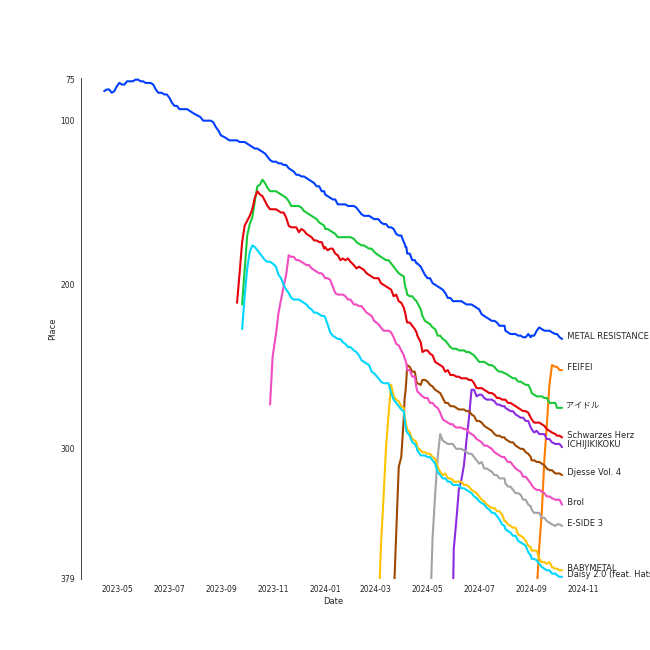 75
100
200
300
379
Place
METAL RESISTANCE
FEIFEI
アイドル
Schwarzes Herz
ICHIJIKIKOKU
Djesse Vol. 4
Brol
E-SIDE 3
BABYMETAL
Daisy 2.0 (feat. Hats
2023-05 2023-07 2023-09 2023-11 2024-01 2024-03 2024-05 2024-07 2024-09 2024-11
Date